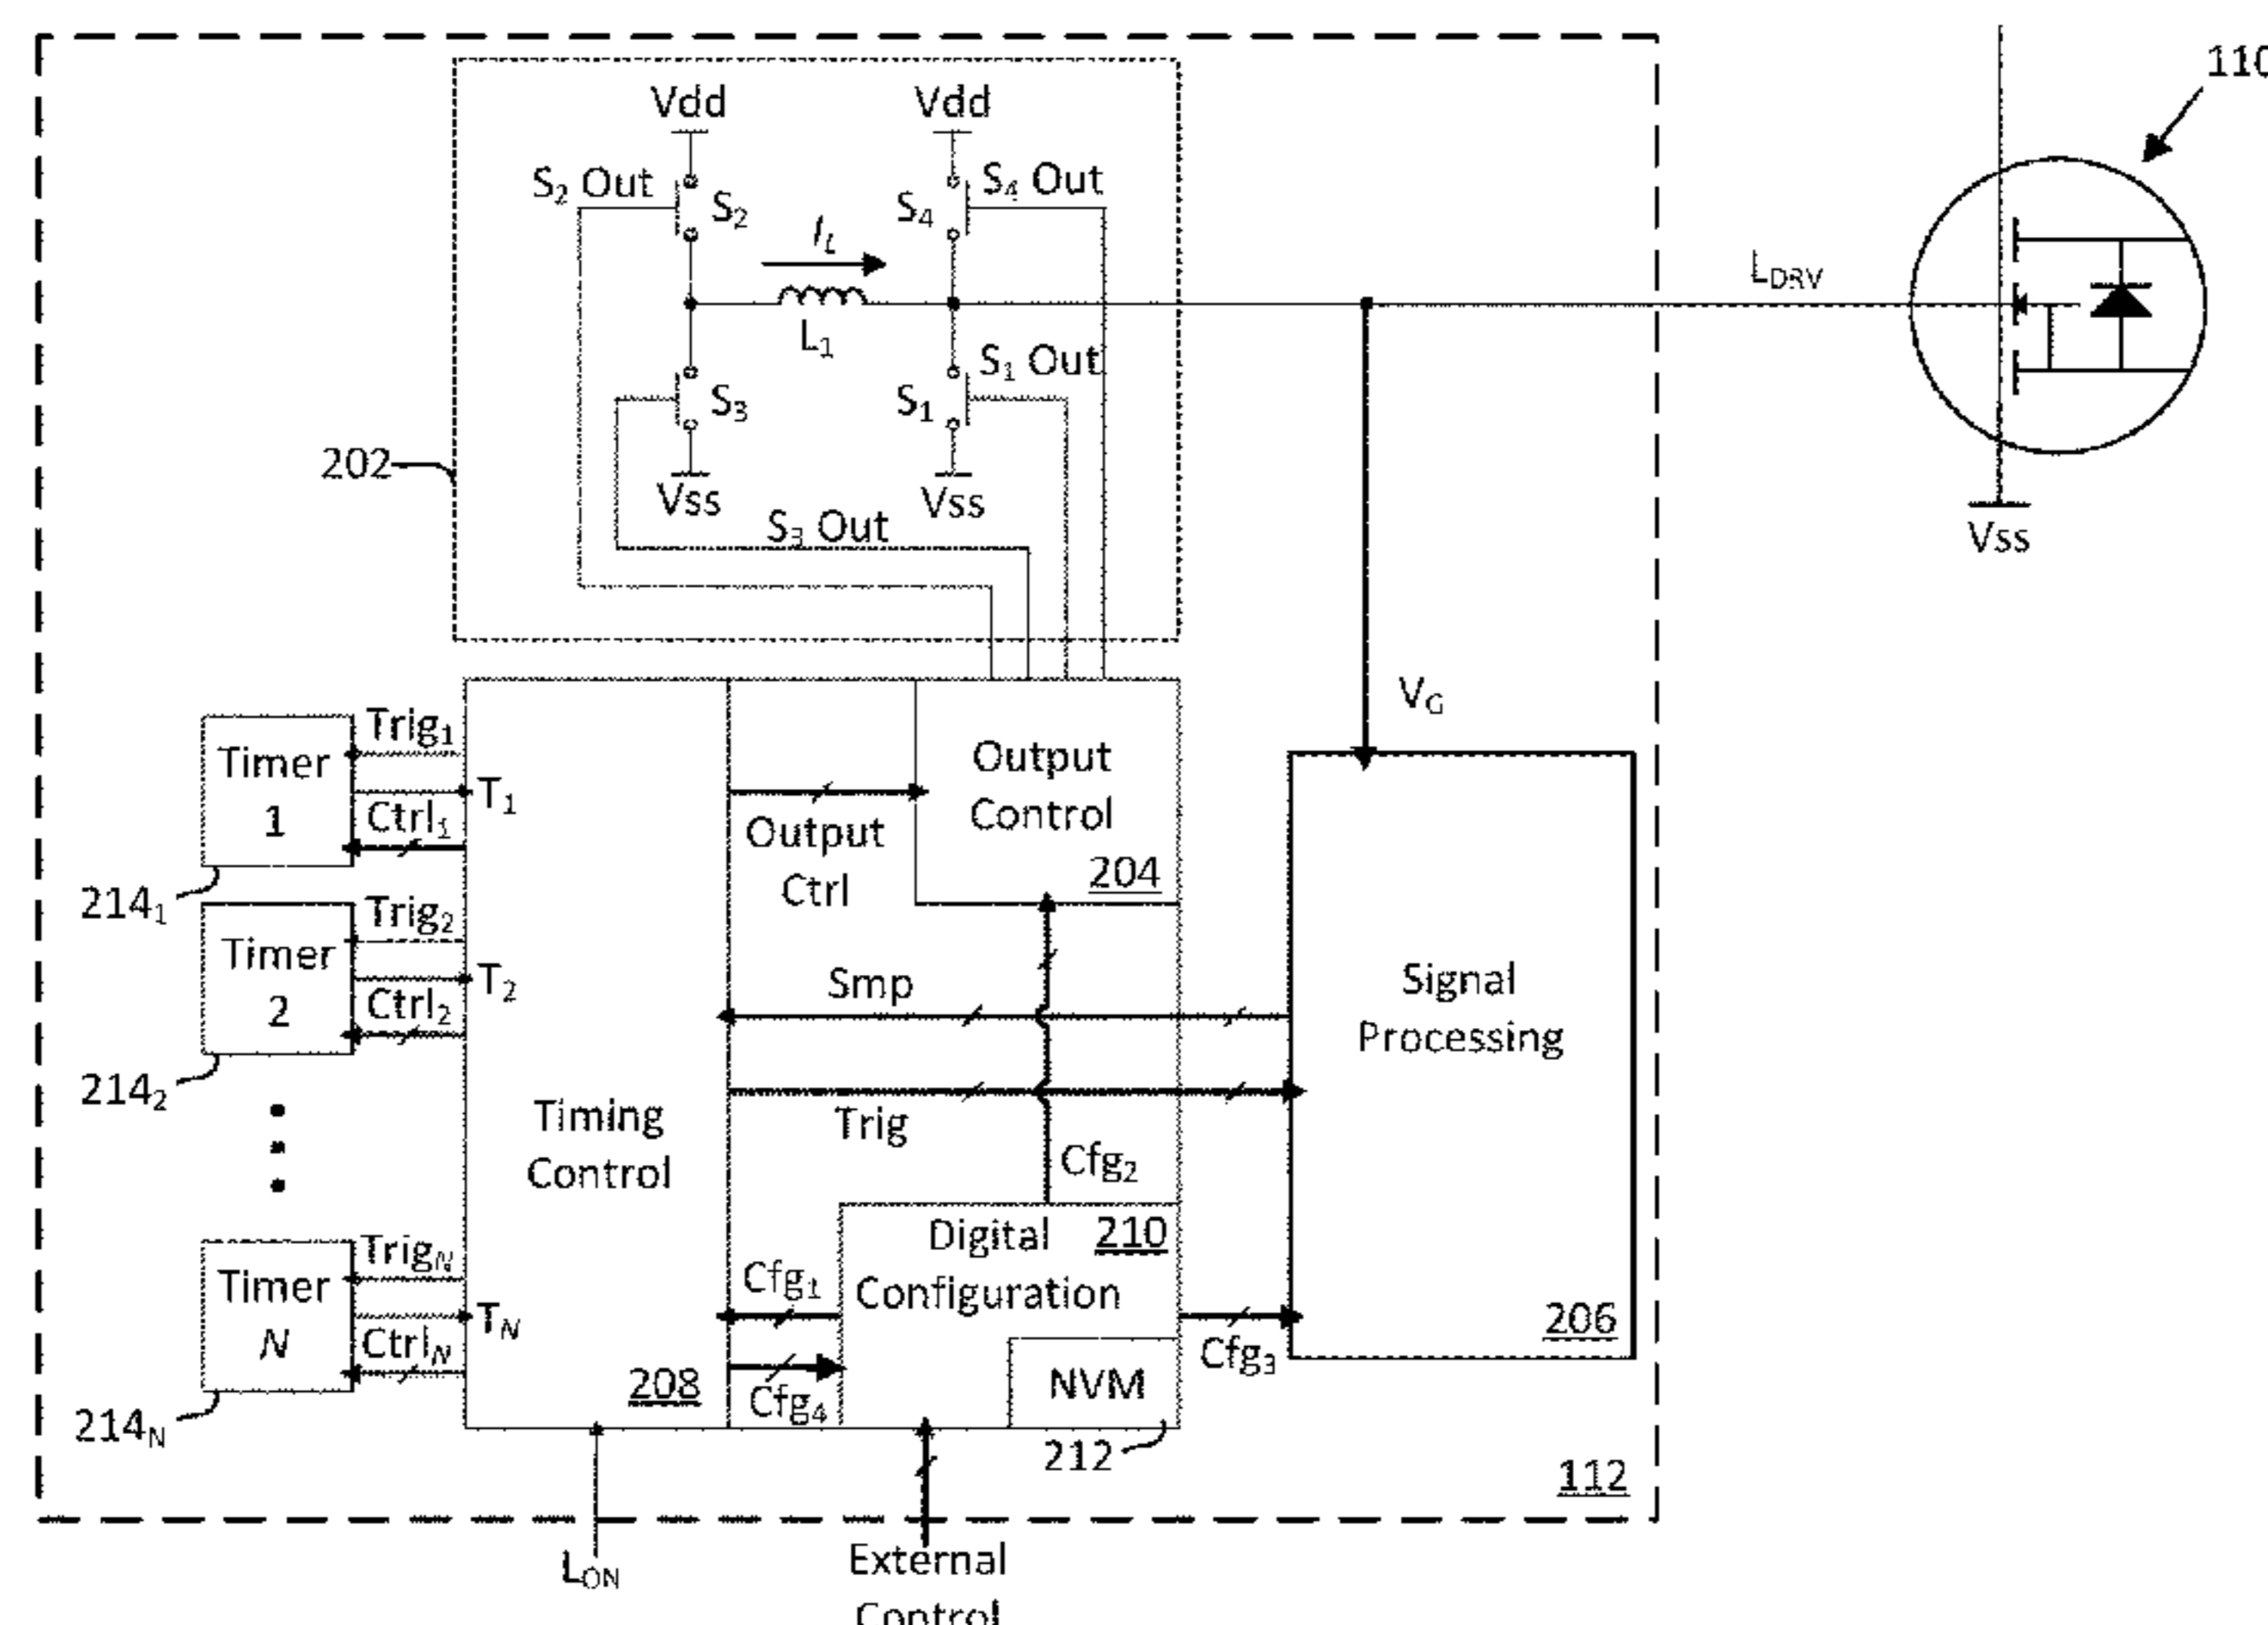 110
Vdd
Vdd
S2 Out
S2
S4
S4 Out
IL
L1
LDRV
S3
S1
S1 Out
202
Vss
Vss
S3 Out
Vss
VG
Timer
1
Trig1
T1
Ctrl1
2141
Output
Ctrl
Output
Control
204
Timer
2
Trig2
T2
Ctrl2
2142
Smp
Trig
Signal
Processing
206
Timing
Control
208
Cfg2
Digital
Configuration
210
Cfg1
Cfg4
Cfg3
NVM
212
Timer
N
TrigN
TN
CtrlN
214N
112
LON
External
Control